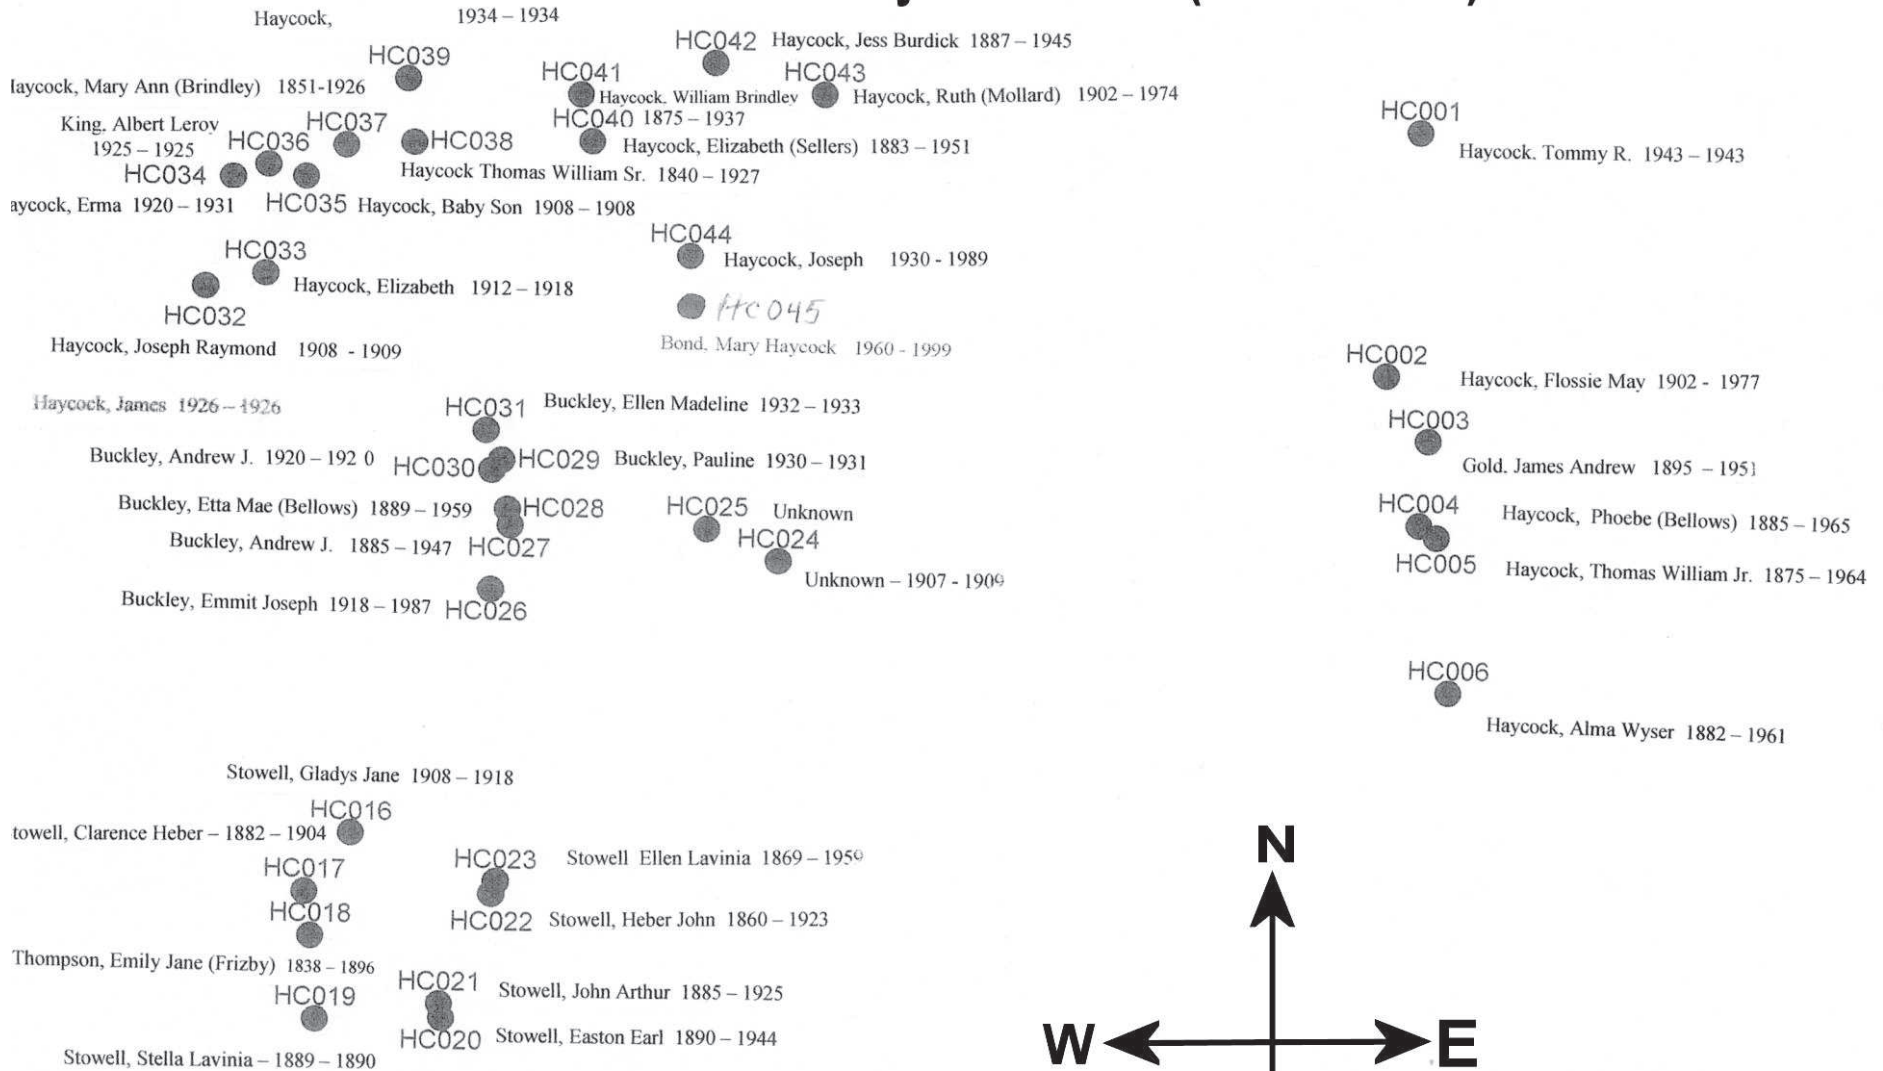 Haycock, 1934 – 1934
HC042 Haycock, Jess Burdick 1887 – 1945
HC039
HC041 HC043
aycock, Mary Ann (Brindley) 1851-1926
Haycock. William Brindley Haycock, Ruth (Mollard) 1902 – 1974
HC001
King. Albert Leroy HC037 HC040 1875 – 1937
1925 – 1925 HC036 HC038 Haycock, Elizabeth (Sellers) 1883 – 1951
Haycock. Tommy R. 1943 – 1943
HC034 Haycock Thomas William Sr. 1840 – 1927
aycock, Erma 1920 – 1931 HC035 Haycock, Baby Son 1908 – 1908
HC044
HC033 Haycock, Joseph 1930 - 1989
Haycock, Elizabeth 1912 – 1918
HC032 HC045
Haycock, Joseph Raymond 1908 - 1909 Bond, Mary Haycock 1960 - 1999
HC002
Haycock, Flossie May 1902 - 1977
Haycock, James 1926 – 1926 HC031 Buckley, Ellen Madeline 1932 – 1933
HC003
Buckley, Andrew J. 1920 – 192 0 HC030 HC029 Buckley, Pauline 1930 – 1931
Gold. James Andrew 1895 – 1951
Buckley, Etta Mae (Bellows) 1889 – 1959 HC028 HC025 Unknown
HC004 Haycock, Phoebe (Bellows) 1885 – 1965
Buckley, Andrew J. 1885 – 1947 HC027 HC024
HC005 Haycock, Thomas William Jr. 1875 – 1964
Unknown – 1907 - 1909
Buckley, Emmit Joseph 1918 – 1987 HC026
HC006
Haycock, Alma Wyser 1882 – 1961
Stowell, Gladys Jane 1908 – 1918
HC016
towell, Clarence Heber – 1882 – 1904
HC017 HC023 Stowell Ellen Lavinia 1869 – 1959
HC018
HC022 Stowell, Heber John 1860 – 1923
Thompson, Emily Jane (Frizby) 1838 – 1896
HC019 HC021 Stowell, John Arthur 1885 – 1925
HC020 Stowell, Easton Earl 1890 – 1944
Stowell, Stella Lavinia – 1889 – 1890
N
W E